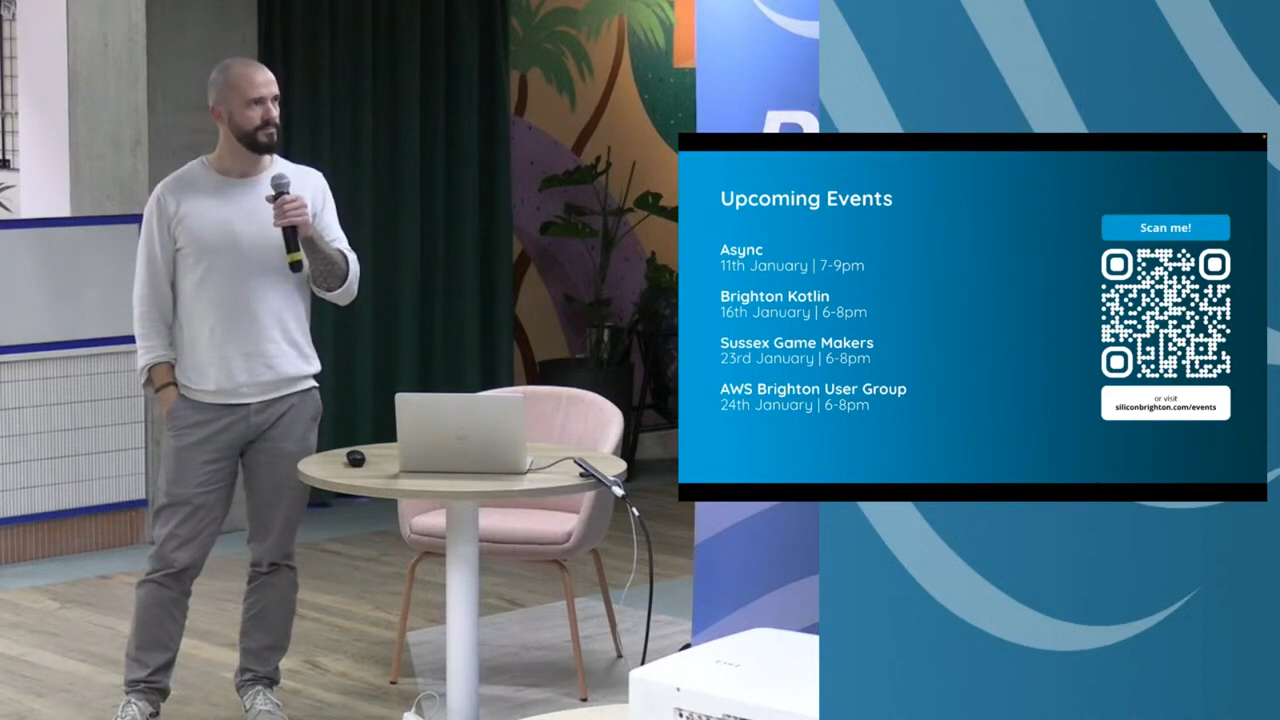 Upcoming Events
Async
11th January | 7-9pm
Brighton Kotlin
16th January | 6-8pm
Sussex Game Makers
23rd January | 6-8pm
AWS Brighton User Group
24th January | 6-8pm
Scan me!
or visit
siliconbrighton.com/events